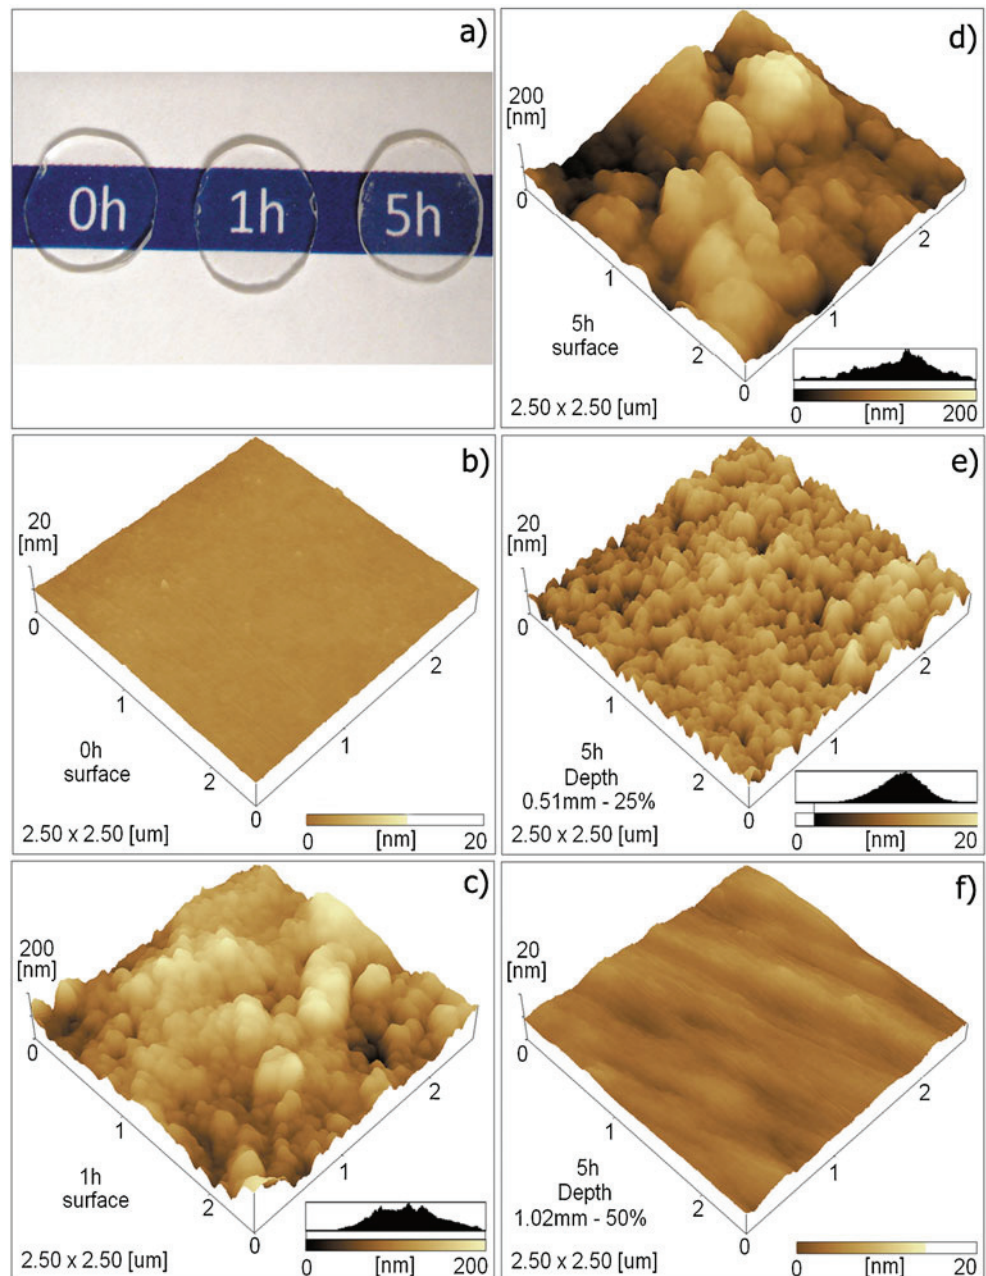 a)
0h 1h 5h
b)
20
[nm]
0
1
2
0
1
2
0h
surface
2.50 x 2.50 [um]
0 [nm] 20
c)
200
[nm]
0
1
2
0
1
2
1h
surface
2.50 x 2.50 [um]
0 [nm] 200
d)
200
[nm]
0
1
2
0
1
2
5h
surface
2.50 x 2.50 [um]
0 [nm] 200
e)
20
[nm]
0
1
2
0
1
2
5h
Depth
0.51mm - 25%
2.50 x 2.50 [um]
0 [nm] 20
f)
20
[nm]
0
1
2
0
1
2
5h
Depth
1.02mm - 50%
2.50 x 2.50 [um]
0 [nm] 20